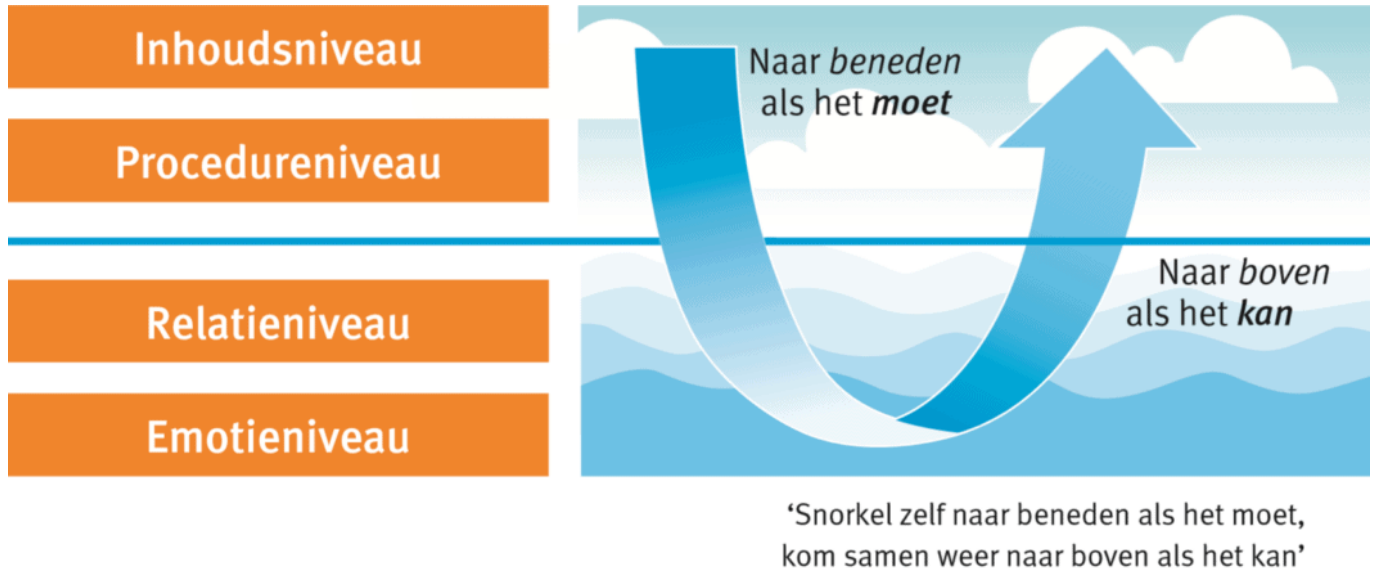 Inhoudsniveau
Procedureniveau
Relatieniveau
Emotieniveau
Naar beneden
als het moet
Naar boven
als het kan
‘Snorkel zelf naar beneden als het moet,
kom samen weer naar boven als het kan’